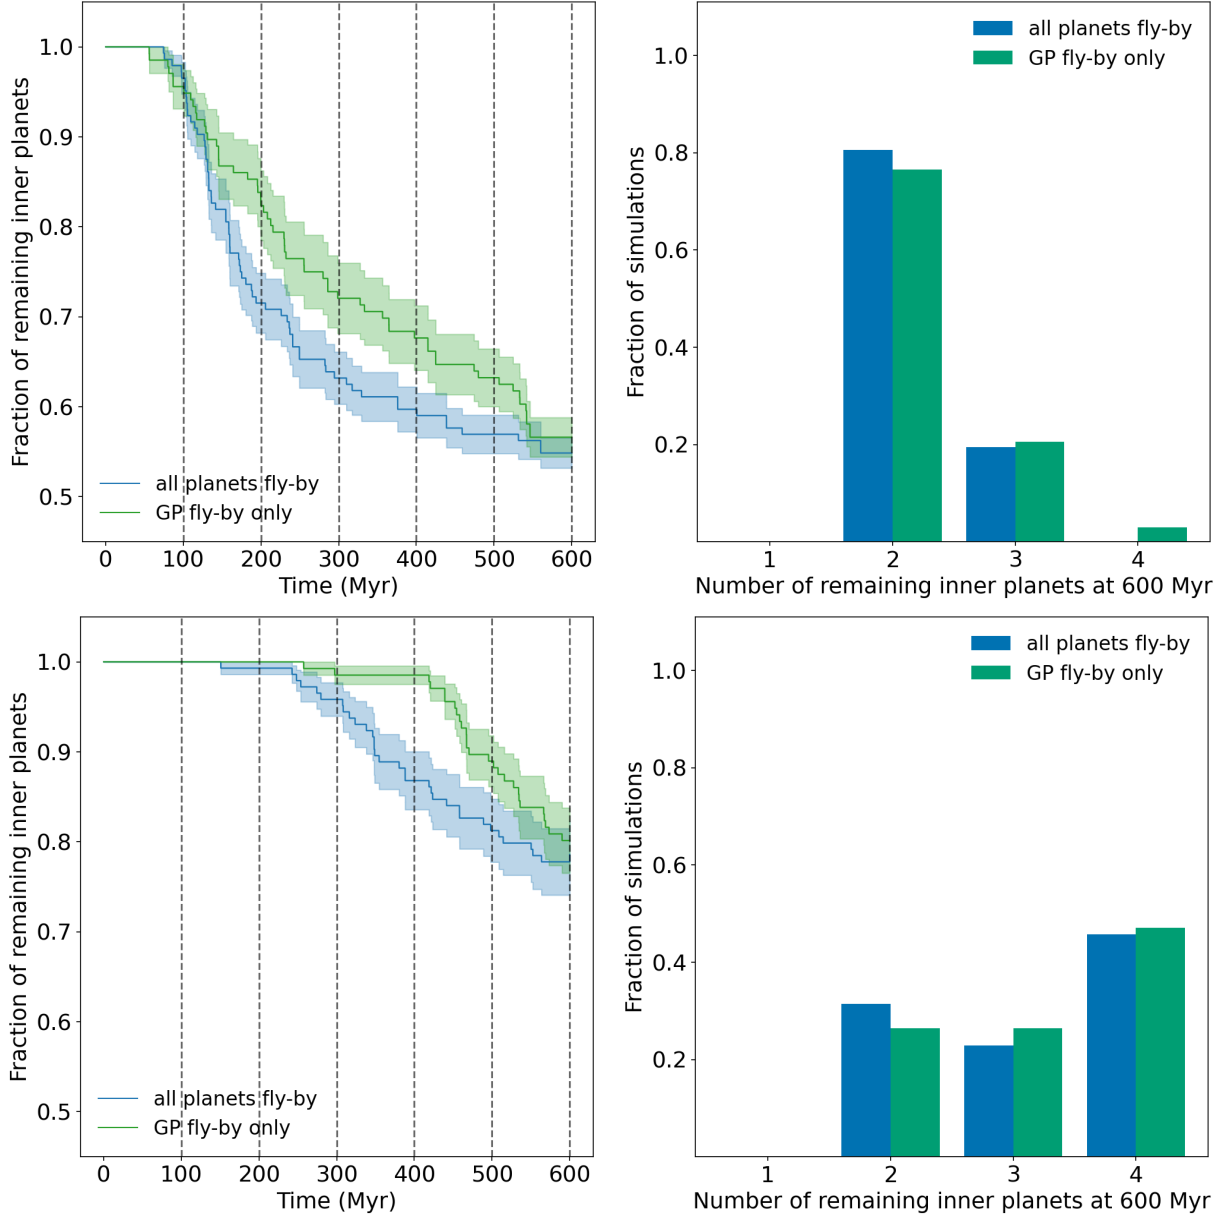 Fraction of remaining inner planets
1.0
0.9
0.8
0.7
0.6
0.5
all planets fly-by
GP fly-by only
0 100 200 300 400 500 600
Time (Myr)
Fraction of simulations
1.0
0.8
0.6
0.4
0.2
all planets fly-by
GP fly-by only
1 2 3 4
Number of remaining inner planets at 600 Myr
Fraction of remaining inner planets
1.0
0.9
0.8
0.7
0.6
0.5
all planets fly-by
GP fly-by only
0 100 200 300 400 500 600
Time (Myr)
Fraction of simulations
1.0
0.8
0.6
0.4
0.2
all planets fly-by
GP fly-by only
1 2 3 4
Number of remaining inner planets at 600 Myr